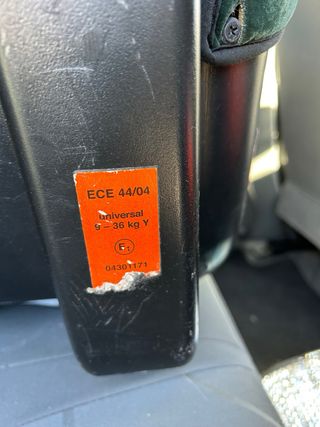 ECE 44/04
universal
9 – 36 kg Y
E1
04301171